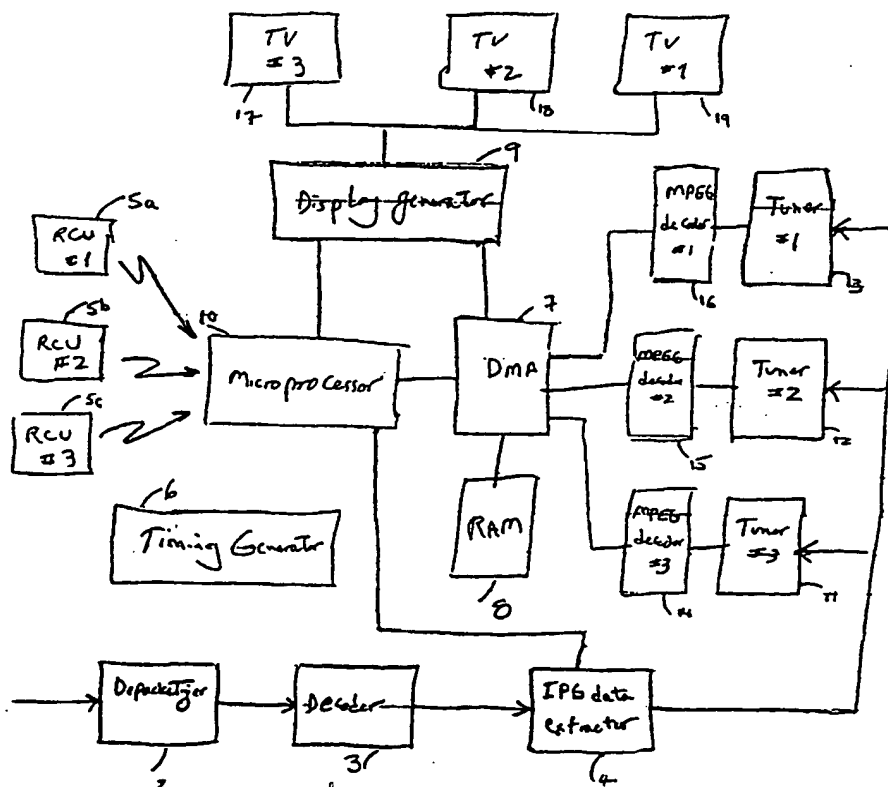 TV
#3
17
TV
#2
18
TV
#1
19
9
Display generator
5a
RCU
#1
5b
RCU
#2
5c
RCU
#3
10
Microprocessor
7
DMA
RAM
8
MPEG
decoder
#1
16
Tuner
#1
13
MPEG
decoder
#2
15
Tuner
#2
12
MPEG
decoder
#3
14
Tuner
#3
11
6
Timing Generator
Depacketizer
Decoder
3
IPG data
extractor
4